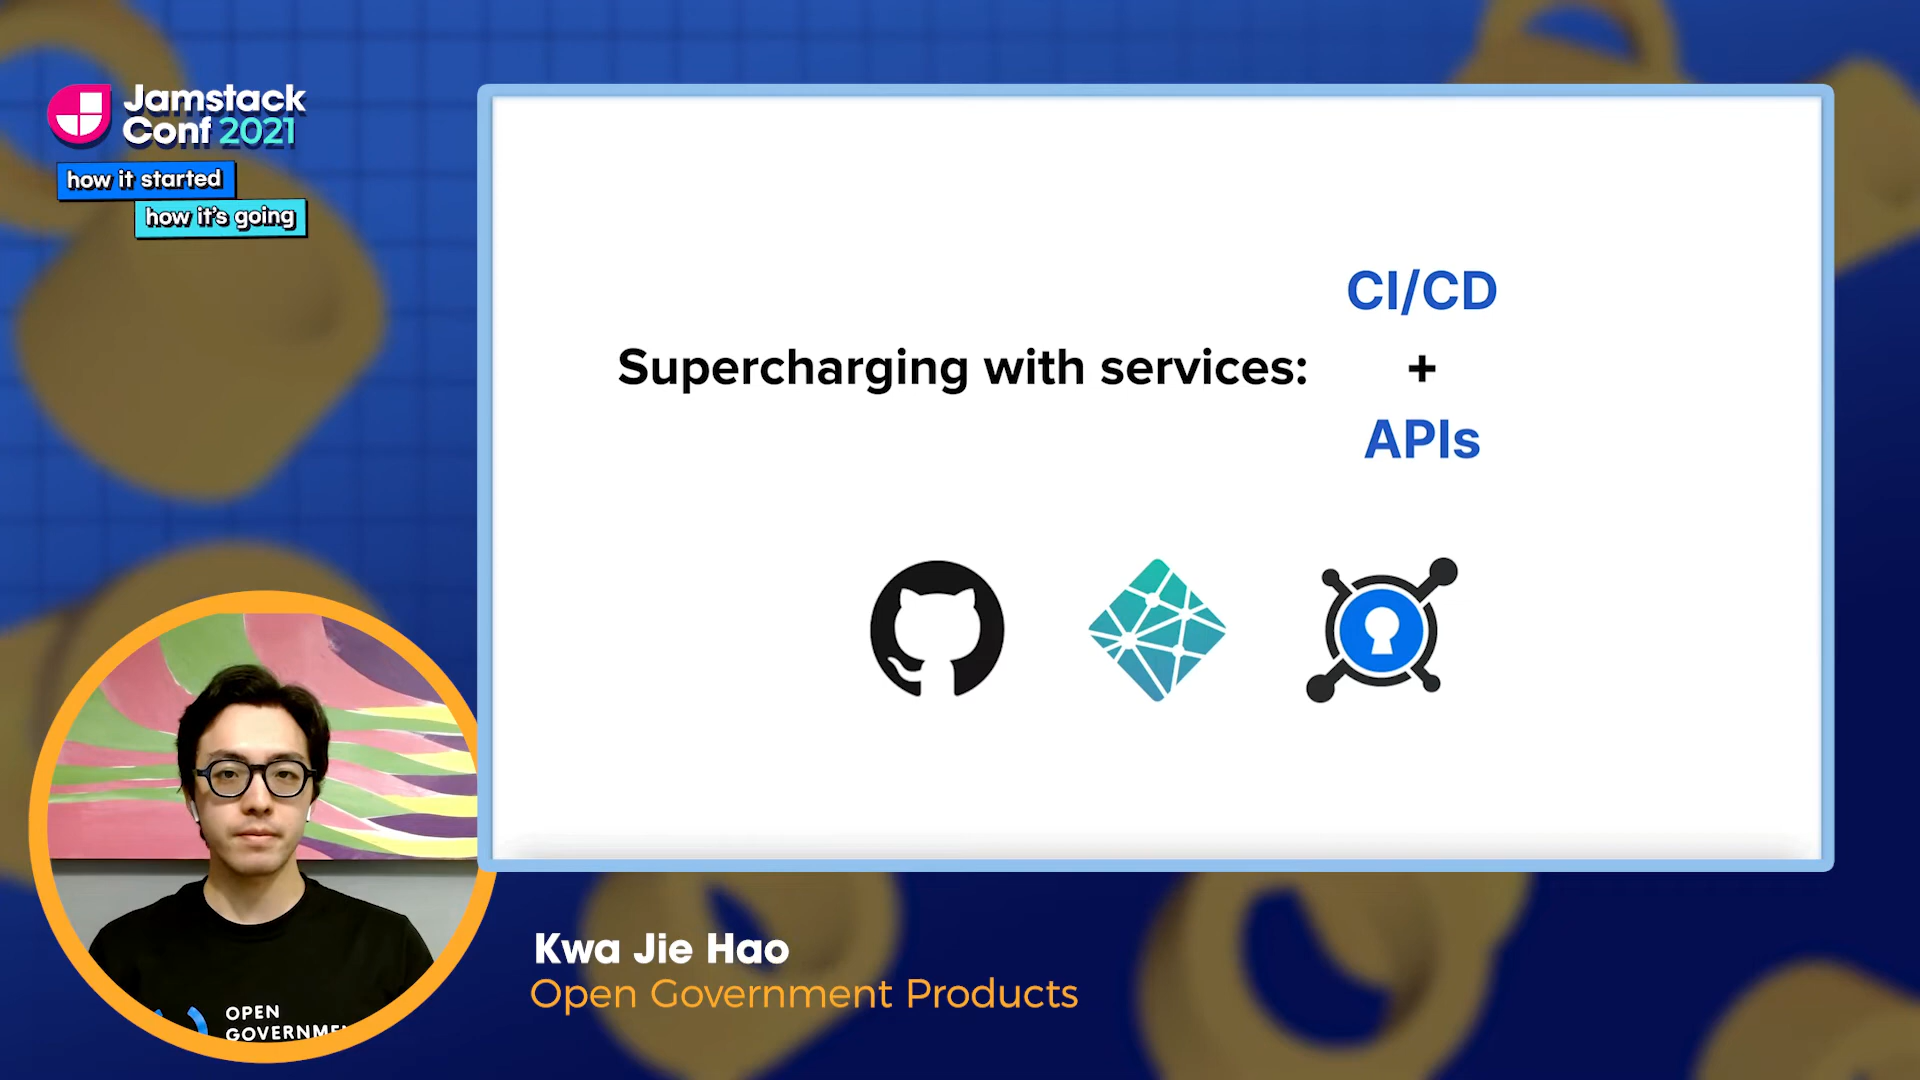 Jamstack
Conf 2021
how it started
how it's going
CI/CD
Supercharging with services: +
APIs
OPEN
Kwa Jie Hao
Open Government Products